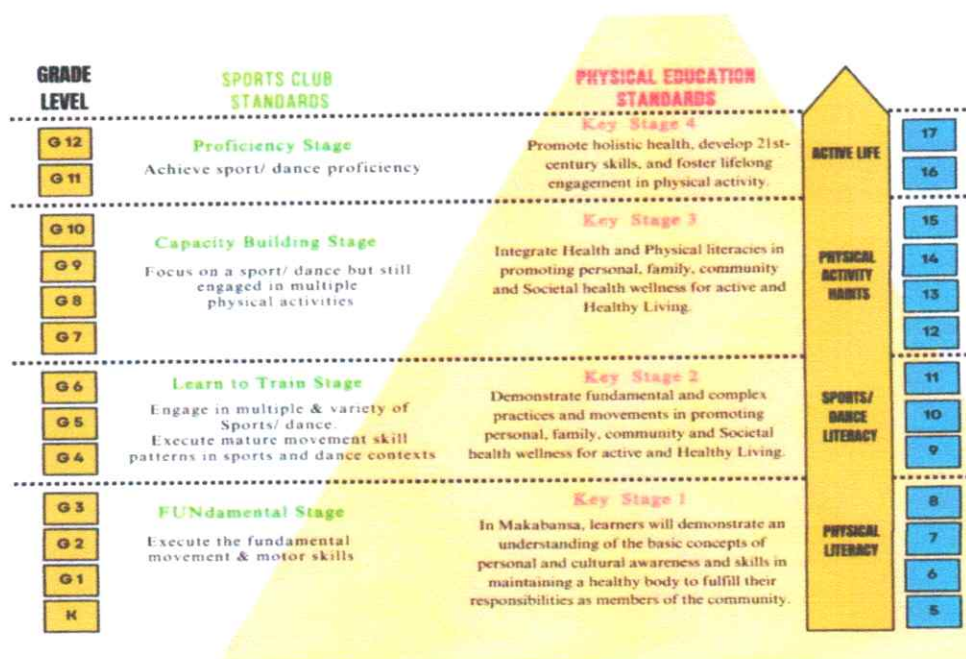 GRADE
LEVEL
SPORTS CLUB
STANDARDS
PHYSICAL EDUCATION
STANDARDS
G 12
G 11
Proficiency Stage
Achieve sport/ dance proficiency
Key Stage 4
Promote holistic health, develop 21st-
century skills, and foster lifelong
engagement in physical activity.
ACTIVE LIFE
17
16
G 10
G 9
G 8
G 7
Capacity Building Stage
Focus on a sport/ dance but still
engaged in multiple
physical activities
Key Stage 3
Integrate Health and Physical literacies in
promoting personal, family, community
and Societal health wellness for active and
Healthy Living.
PHYSICAL
ACTIVITY
HABITS
15
14
13
12
G 6
G 5
G 4
Learn to Train Stage
Engage in multiple & variety of
Sports/ dance.
Execute mature movement skill
patterns in sports and dance contexts
Key Stage 2
Demonstrate fundamental and complex
practices and movements in promoting
personal, family, community and Societal
health wellness for active and Healthy Living.
SPORTS/
DANCE
LITERACY
11
10
9
G 3
G 2
G 1
K
FUNdamental Stage
Execute the fundamental
movement & motor skills
Key Stage 1
In Makabansa, learners will demonstrate an
understanding of the basic concepts of
personal and cultural awareness and skills in
maintaining a healthy body to fulfill their
responsibilities as members of the community.
PHYSICAL
LITERACY
8
7
6
5